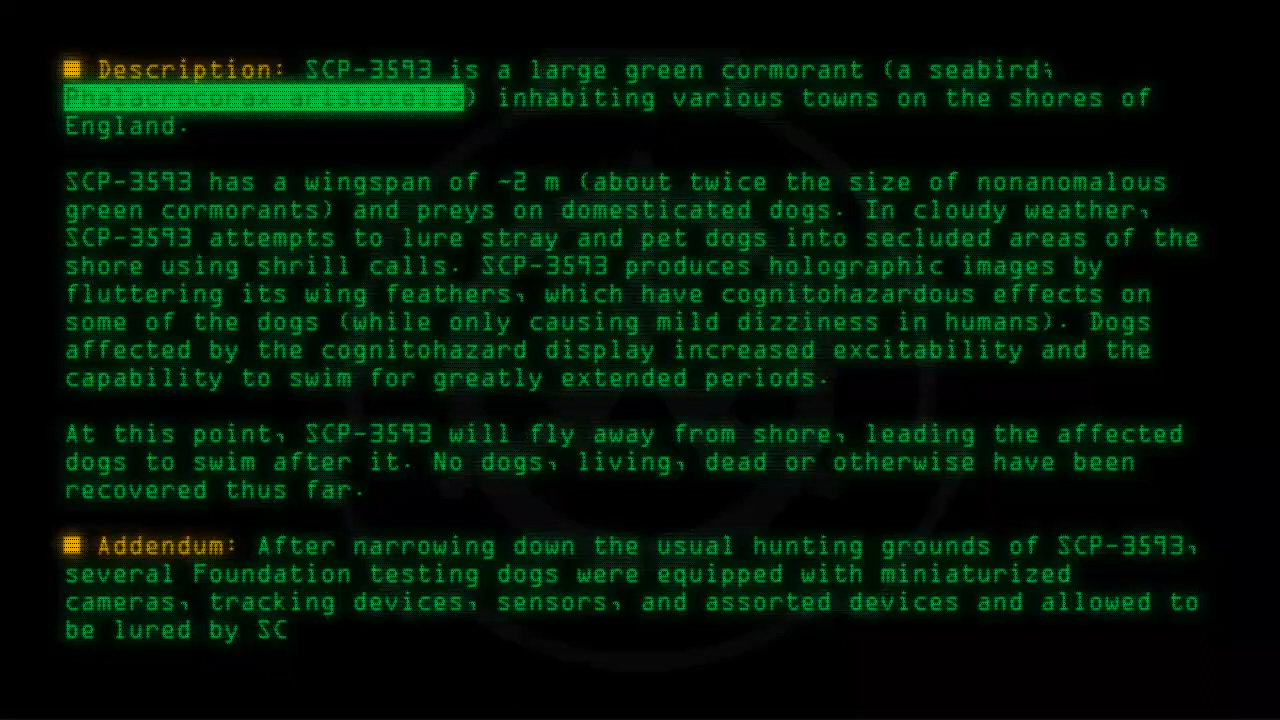 ■ Description: SCP-3593 is a large green cormorant (a seabird;
Phalacrocorax aristotelis) inhabiting various towns on the shores of
England.
SCP-3593 has a wingspan of ~2 m (about twice the size of nonanomalous
green cormorants) and preys on domesticated dogs. In cloudy weather,
SCP-3593 attempts to lure stray and pet dogs into secluded areas of the
shore using shrill calls. SCP-3593 produces holographic images by
fluttering its wing feathers, which have cognitohazardous effects on
some of the dogs (while only causing mild dizziness in humans). Dogs
affected by the cognitohazard display increased excitability and the
capability to swim for greatly extended periods.
At this point, SCP-3593 will fly away from shore, leading the affected
dogs to swim after it. No dogs, living, dead or otherwise have been
recovered thus far.
■ Addendum: After narrowing down the usual hunting grounds of SCP-3593,
several Foundation testing dogs were equipped with miniaturized
cameras, tracking devices, sensors, and assorted devices and allowed to
be lured by SC